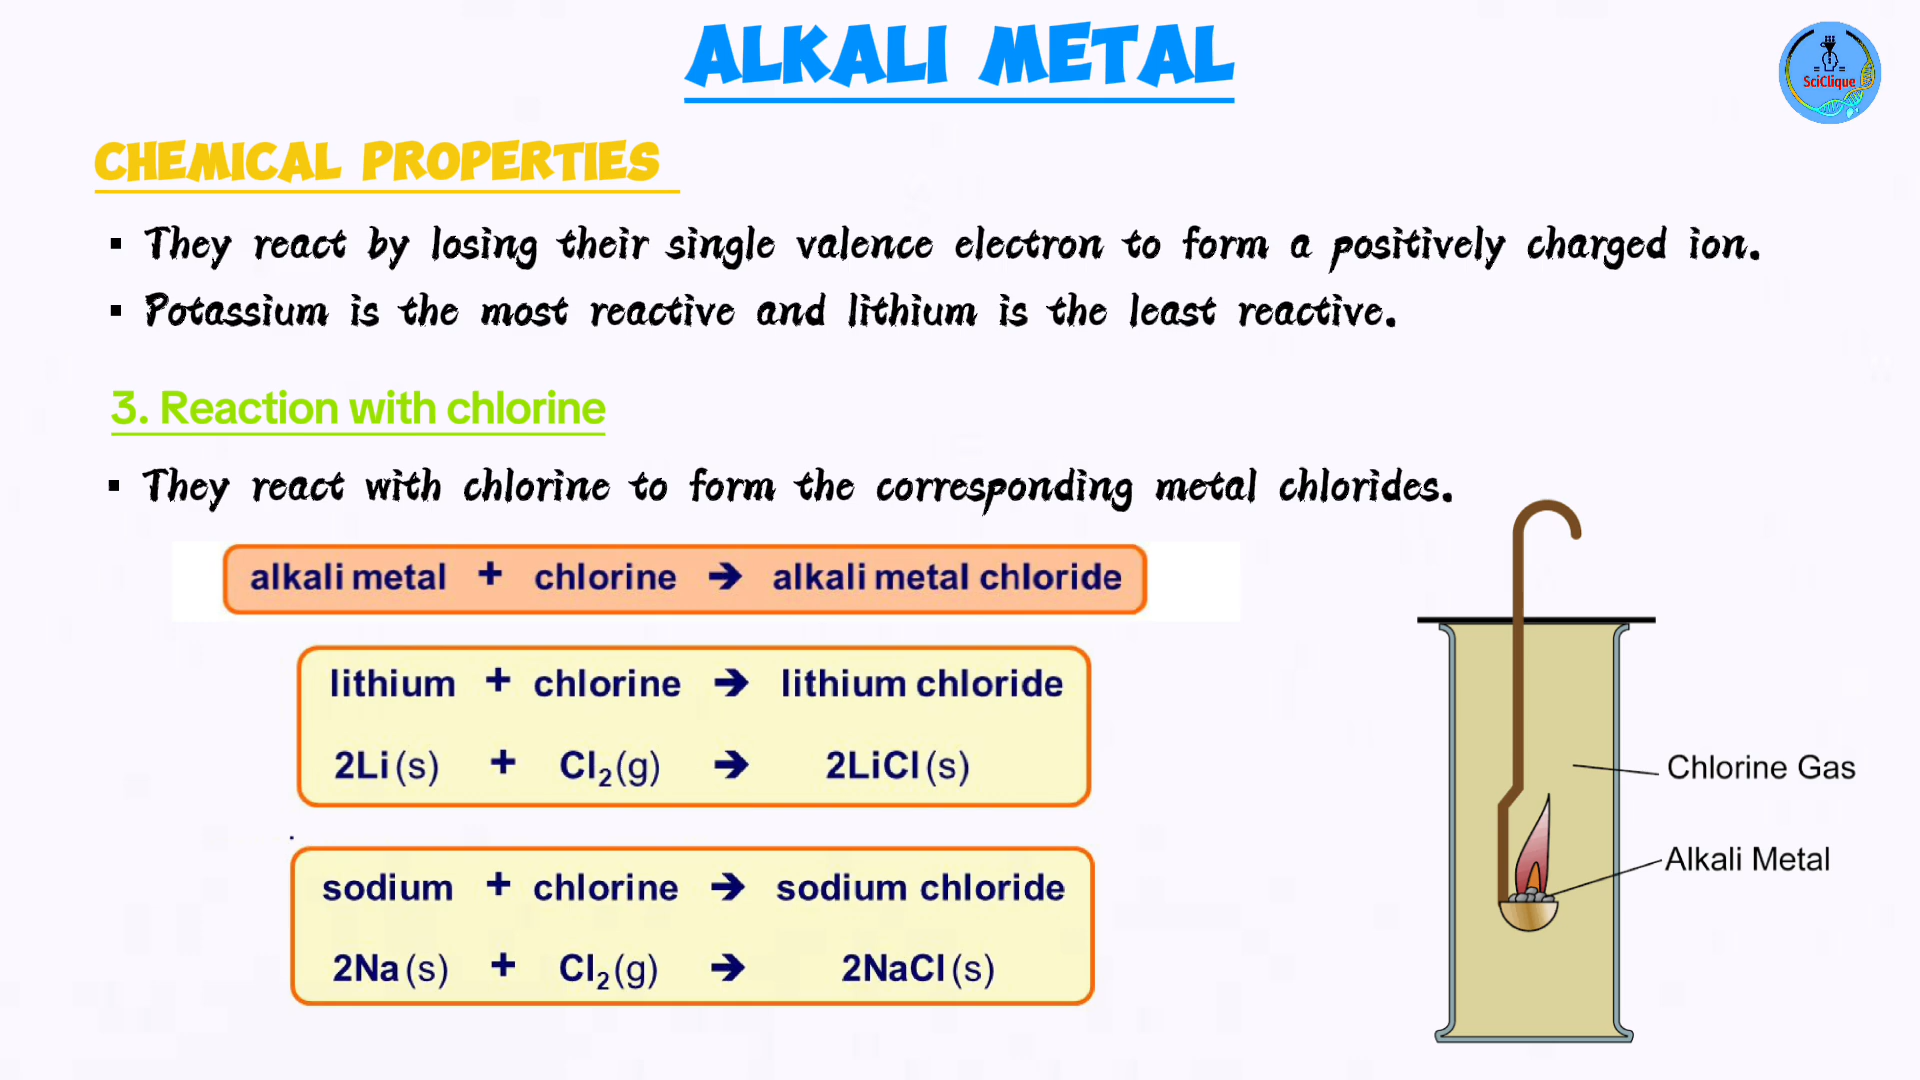 ALKALI METAL
SciClique
CHEMICAL PROPERTIES
▪ They react by losing their single valence electron to form a positively charged ion.
▪ Potassium is the most reactive and lithium is the least reactive.
3. Reaction with chlorine
▪ They react with chlorine to form the corresponding metal chlorides.
alkali metal + chlorine ➔ alkali metal chloride
lithium + chlorine ➔ lithium chloride
2Li (s) + Cl₂(g) ➔ 2LiCl (s)
sodium + chlorine ➔ sodium chloride
2Na (s) + Cl₂(g) ➔ 2NaCl (s)
Chlorine Gas
Alkali Metal